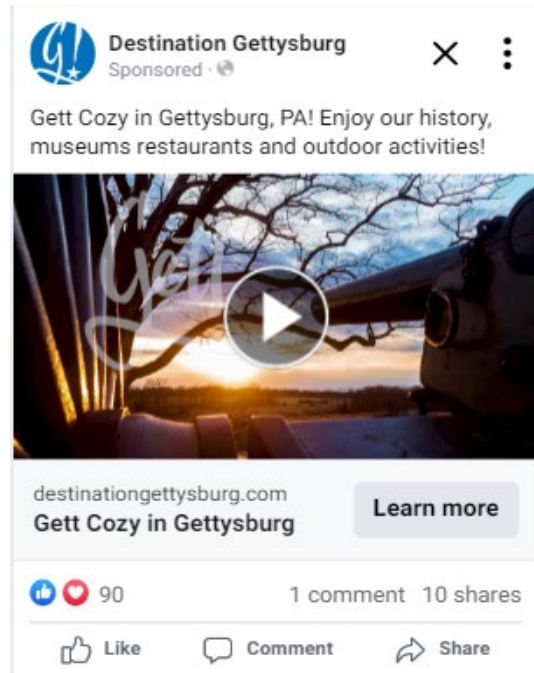 G!
Destination Gettysburg
Sponsored ·
Gett Cozy in Gettysburg, PA! Enjoy our history,
museums restaurants and outdoor activities!
Gett
destinationgettysburg.com
Gett Cozy in Gettysburg
Learn more
90
1 comment 10 shares
Like
Comment
Share